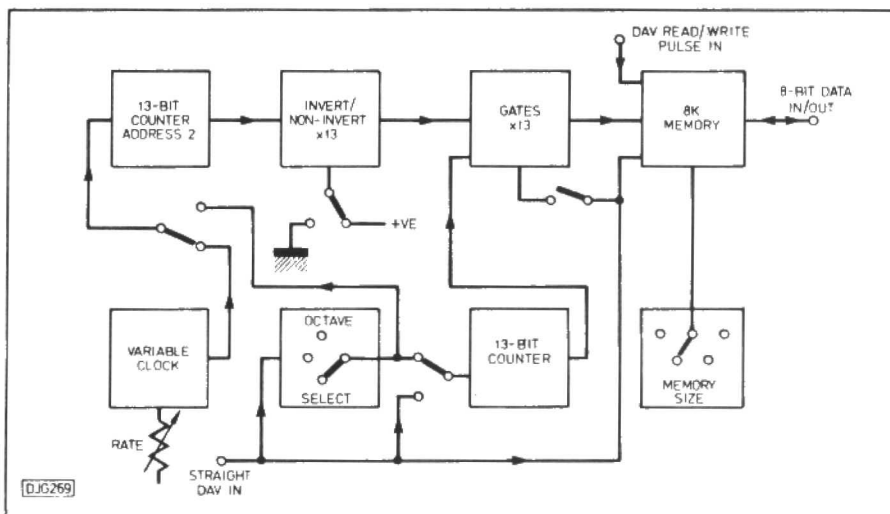 DAV READ/WRITE
PULSE IN
13-BIT
COUNTER
ADDRESS 2
INVERT/
NON-INVERT
x13
GATES
x13
8K
MEMORY
8-BIT DATA
IN/OUT
+VE
VARIABLE
CLOCK
OCTAVE
SELECT
13-BIT
COUNTER
MEMORY
SIZE
RATE
STRAIGHT
DAV IN
DJG269